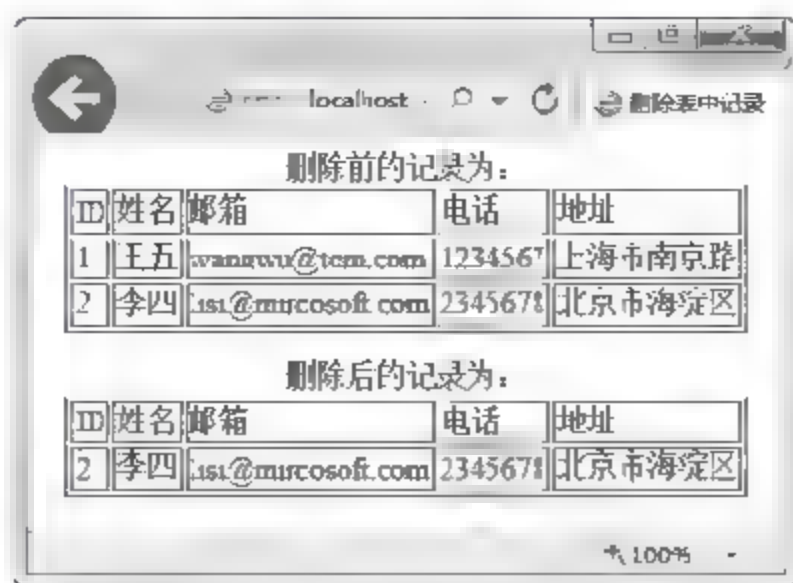 localhost 删除表中记录
删除前的记录为：
ID 姓名 邮箱 电话 地址
1 王五 wangwu@tom.com 1234567 上海市南京路
2 李四 lisi@mircosoft.com 2345678 北京市海淀区
删除后的记录为：
ID 姓名 邮箱 电话 地址
2 李四 lisi@mircosoft.com 2345678 北京市海淀区
100%